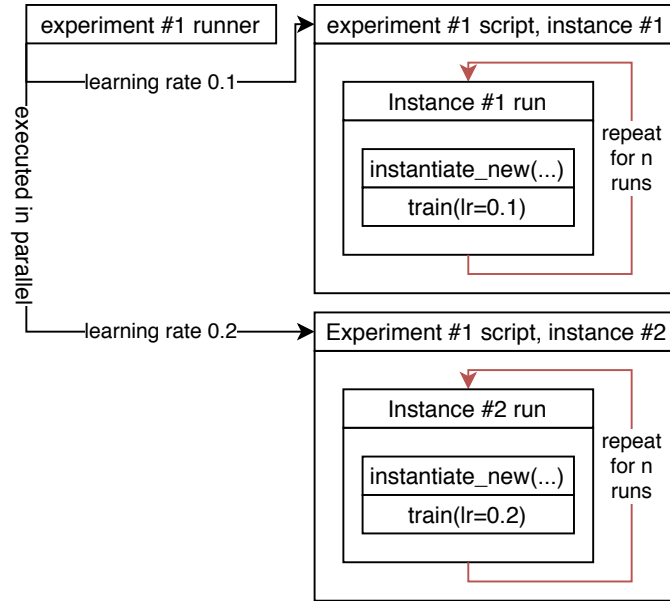 experiment #1 runner
experiment #1 script, instance #1
learning rate 0.1
Instance #1 run
instantiate_new(...)
train(lr=0.1)
repeat
for n
runs
executed in parallel
learning rate 0.2
Experiment #1 script, instance #2
Instance #2 run
instantiate_new(...)
train(lr=0.2)
repeat
for n
runs